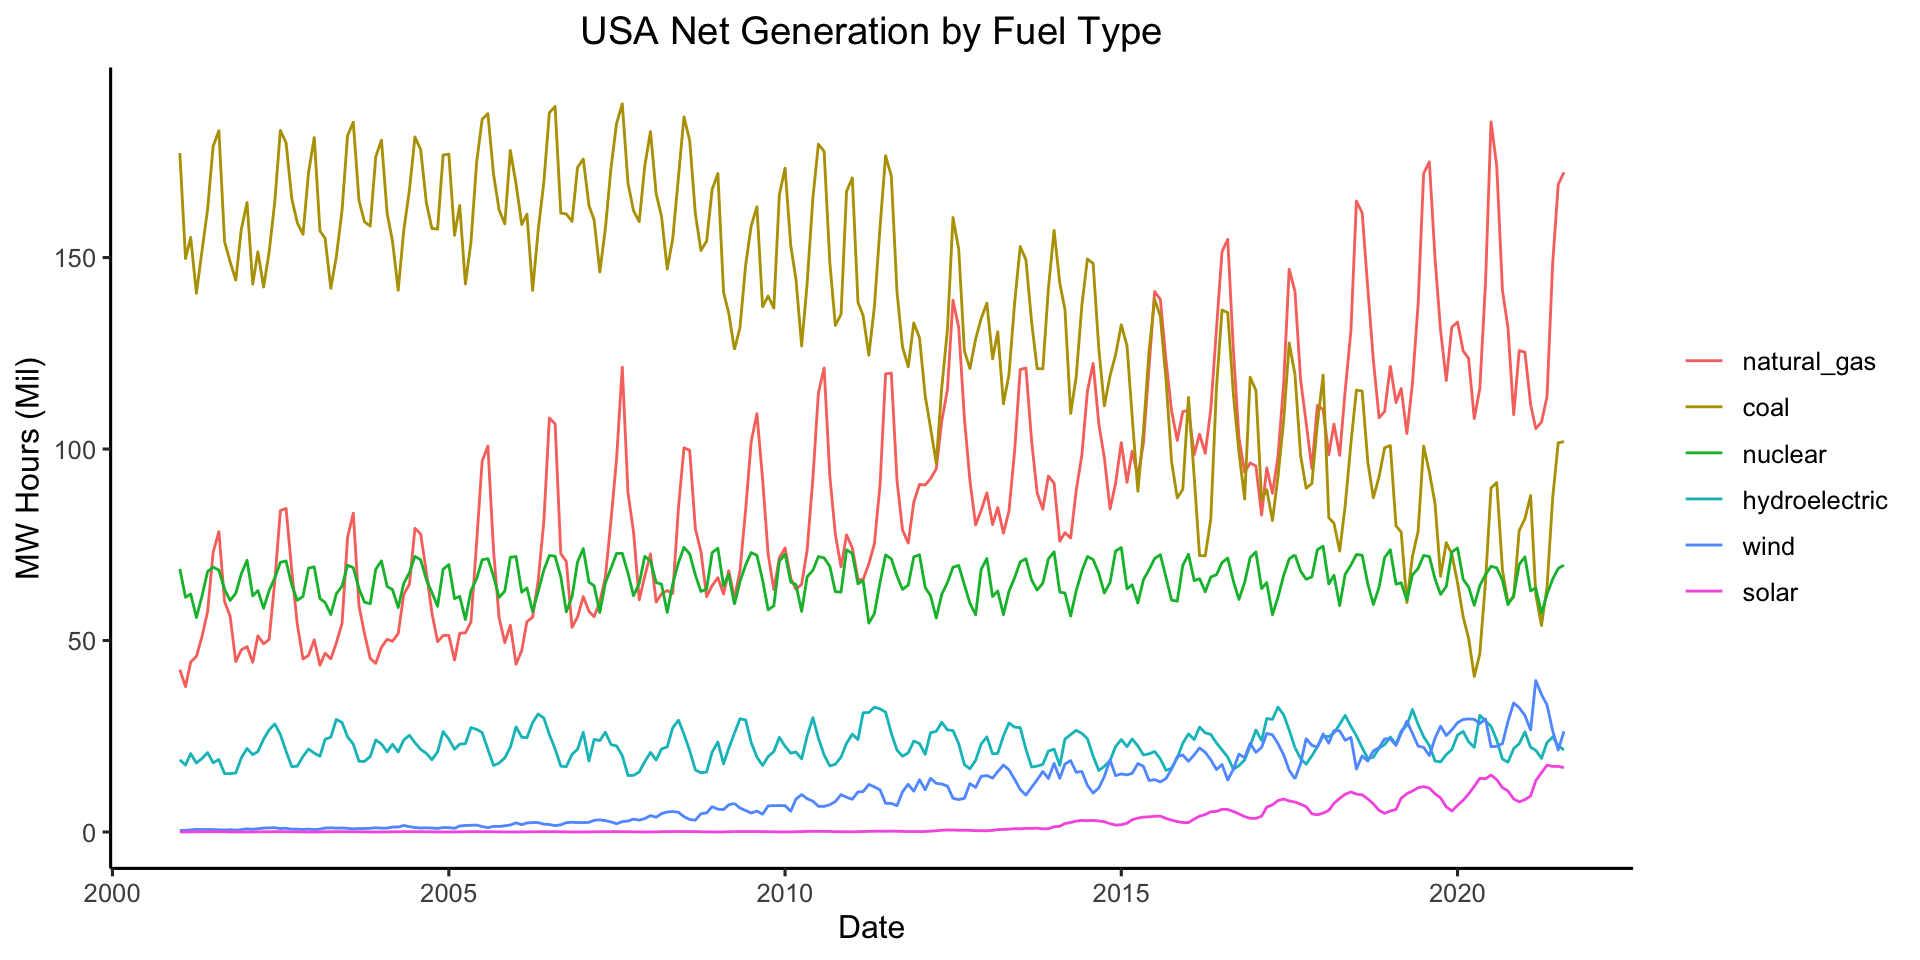 USA Net Generation by Fuel Type
MW Hours (Mil)
150
100
50
0
2000
2005
2010
2015
2020
Date
natural_gas
coal
nuclear
hydroelectric
wind
solar